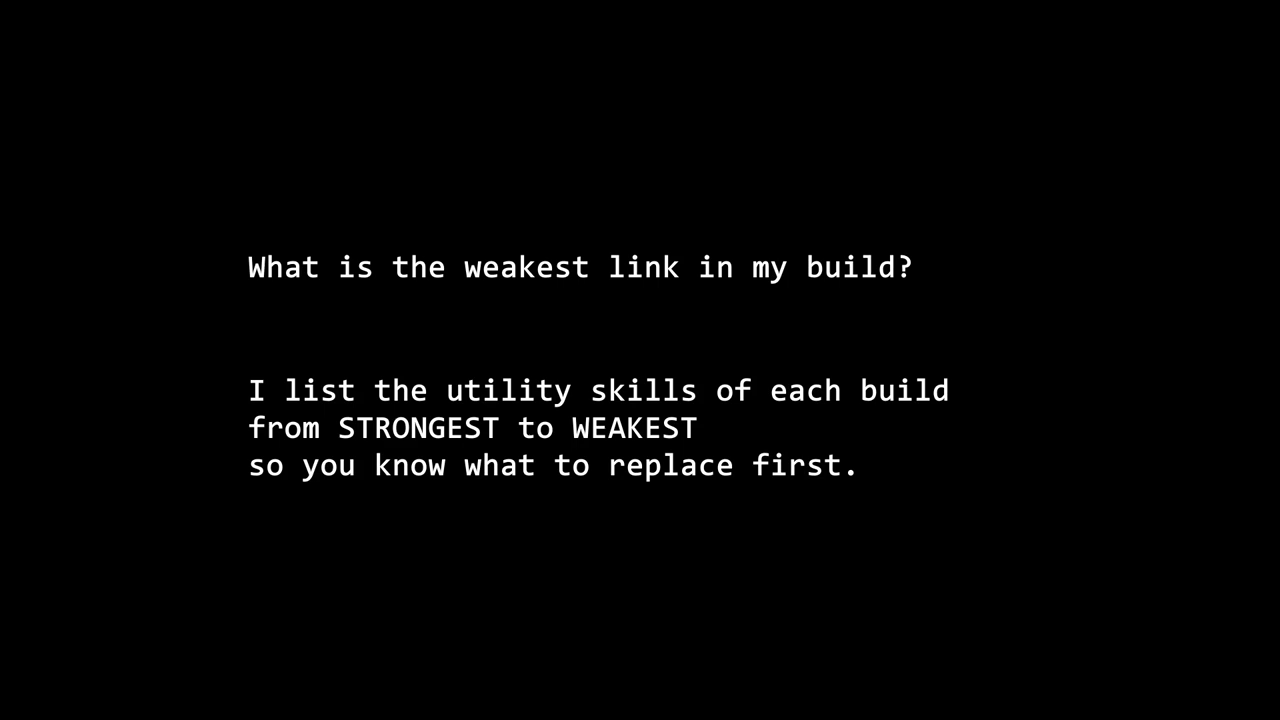 What is the weakest link in my build?
I list the utility skills of each build
from STRONGEST to WEAKEST
so you know what to replace first.